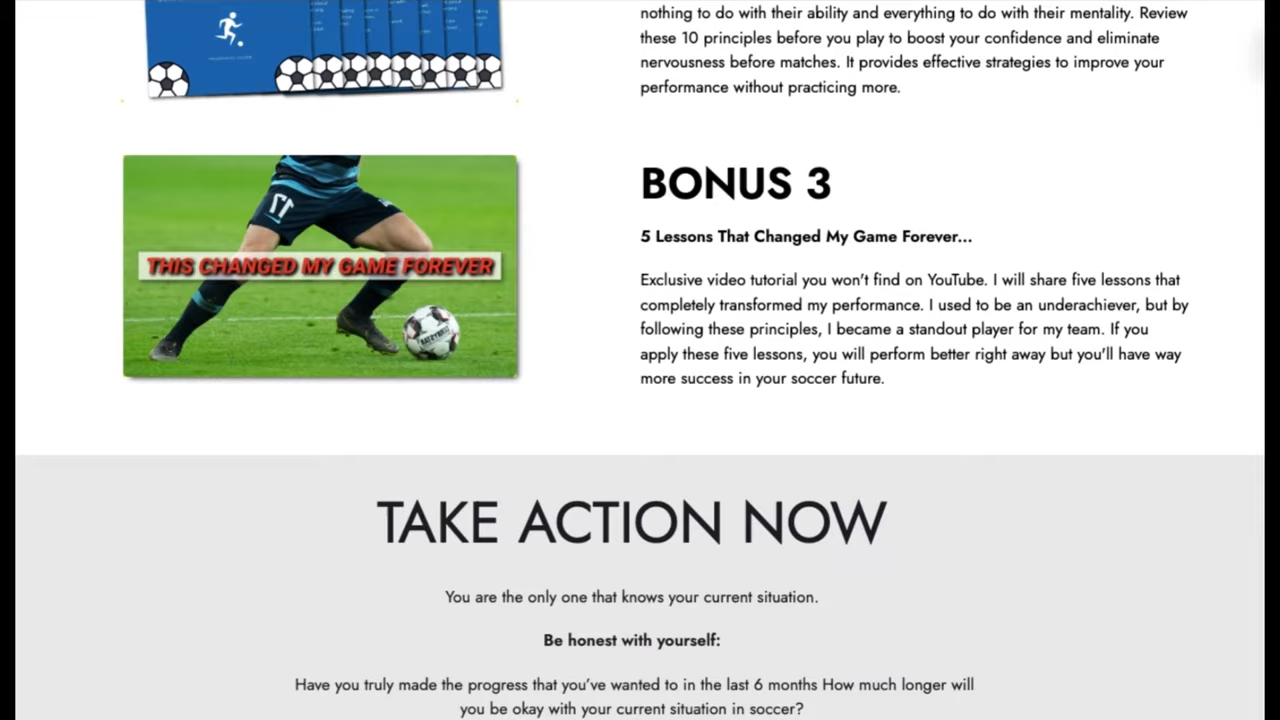 nothing to do with their ability and everything to do with their mentality. Review
these 10 principles before you play to boost your confidence and eliminate
nervousness before matches. It provides effective strategies to improve your
performance without practicing more.
THIS CHANGED MY GAME FOREVER
BONUS 3
5 Lessons That Changed My Game Forever...
Exclusive video tutorial you won't find on YouTube. I will share five lessons that
completely transformed my performance. I used to be an underachiever, but by
following these principles, I became a standout player for my team. If you
apply these five lessons, you will perform better right away but you'll have way
more success in your soccer future.
TAKE ACTION NOW
You are the only one that knows your current situation.
Be honest with yourself:
Have you truly made the progress that you've wanted to in the last 6 months How much longer will
you be okay with your current situation in soccer?